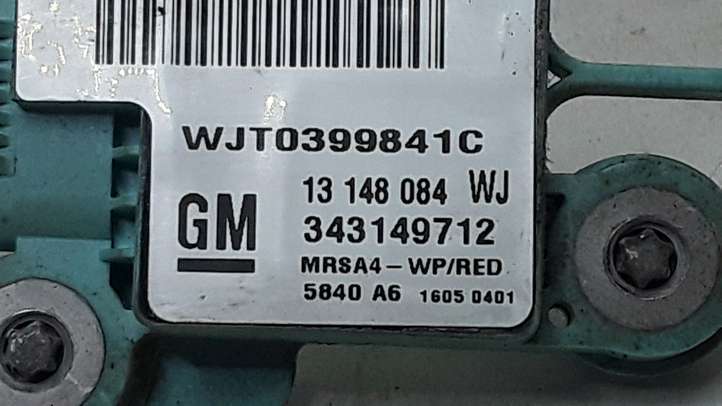 WJT0399841C
GM
13 148 084 WJ
343149712
MRSA4-WP/RED
5840 A6 1605 0401